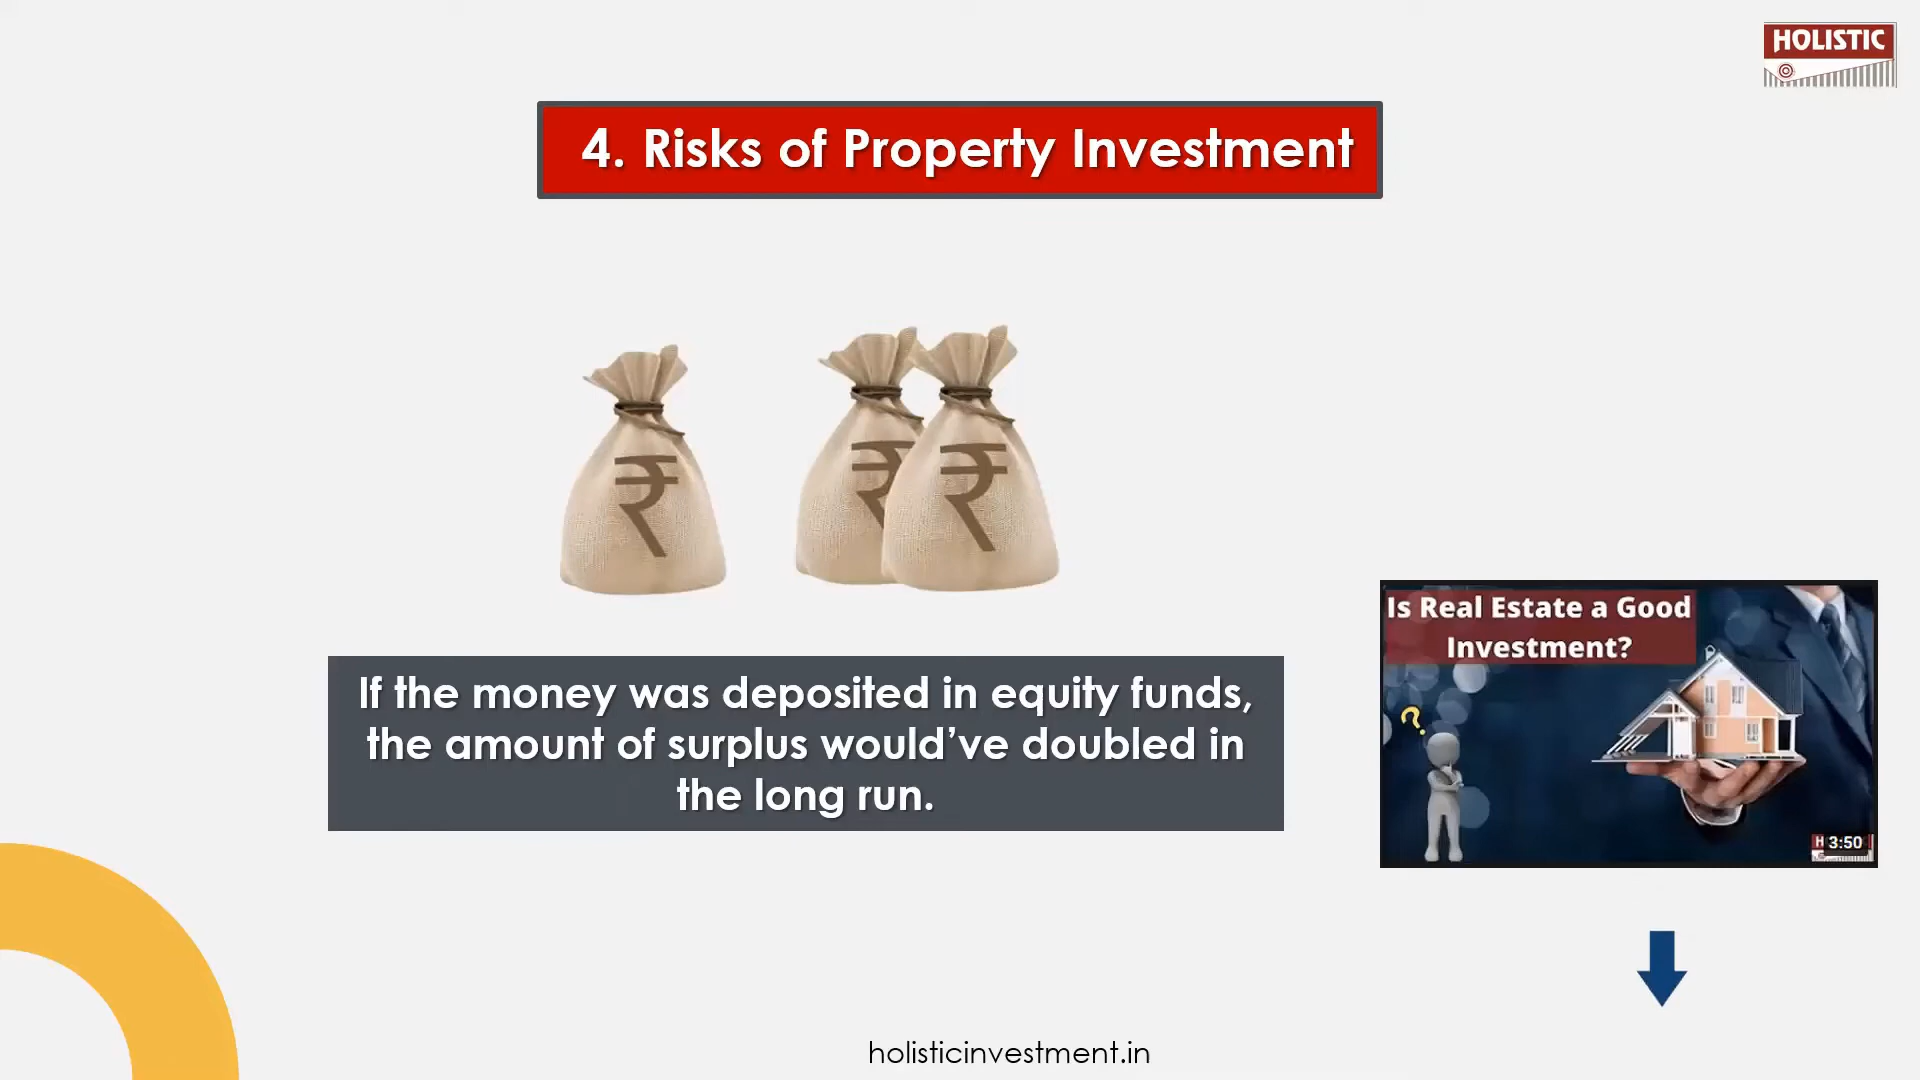 HOLISTIC
4. Risks of Property Investment
₹
₹
₹
If the money was deposited in equity funds,
the amount of surplus would’ve doubled in
the long run.
Is Real Estate a Good
Investment?
?
H
3:50
holisticinvestment.in